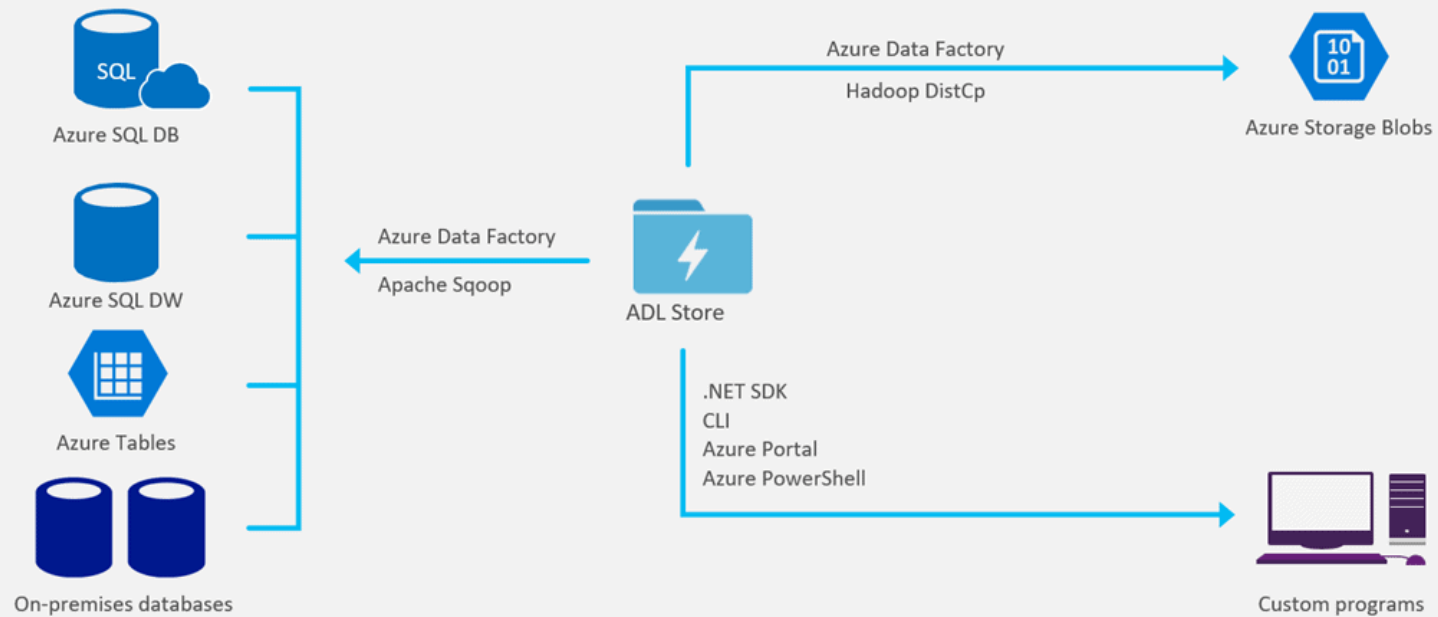 SQL
Azure SQL DB
Azure SQL DW
Azure Tables
On-premises databases
Azure Data Factory
Apache Sqoop
ADL Store
Azure Data Factory
Hadoop DistCp
10
01
Azure Storage Blobs
.NET SDK
CLI
Azure Portal
Azure PowerShell
Custom programs